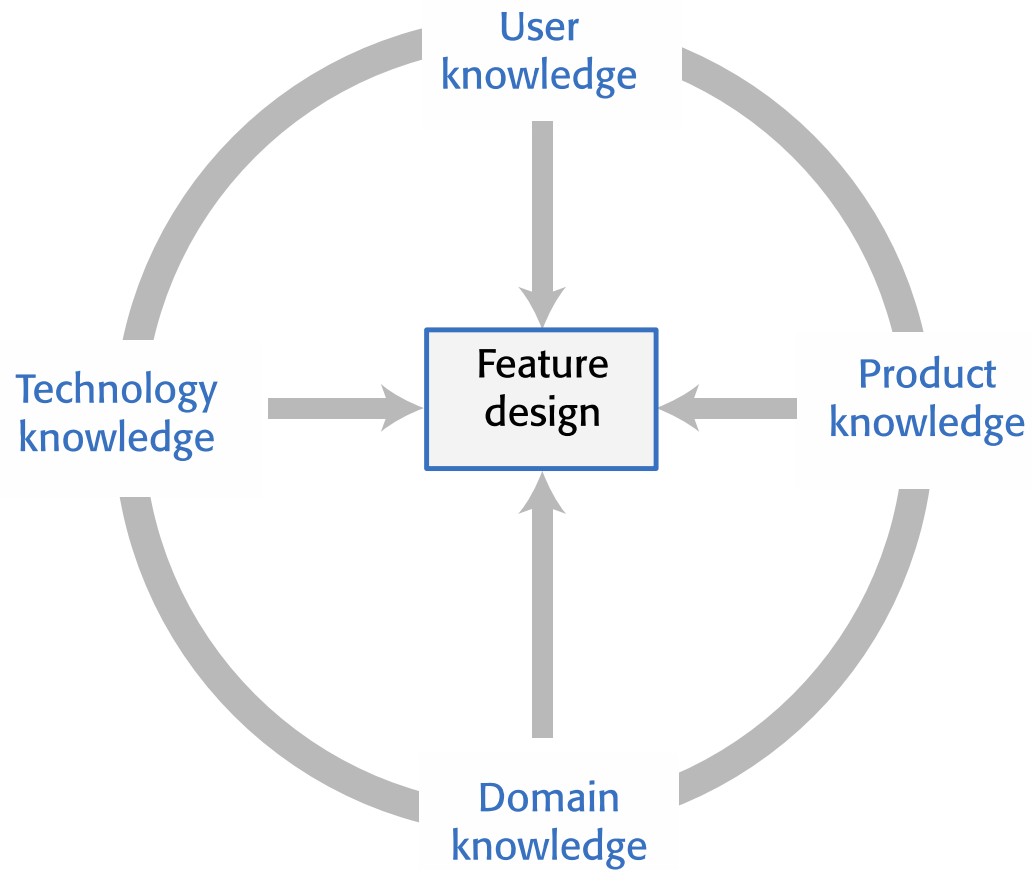 User
knowledge
Feature
design
Technology
knowledge
Product
knowledge
Domain
knowledge